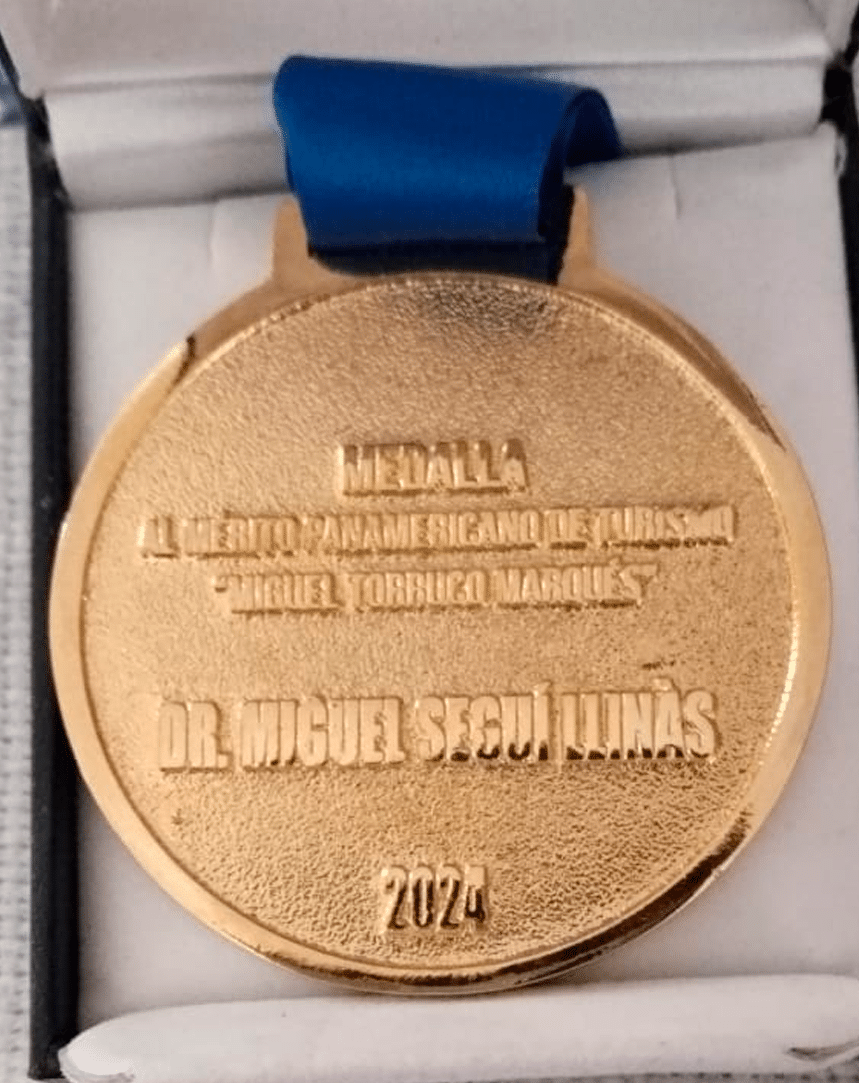 MEDALLA
AL MÉRITO PANAMERICANO DE TURISMO
"MIGUEL TORRUCO MARQUÉS"
DR. MIGUEL SEGUÍ LLINÀS
2024